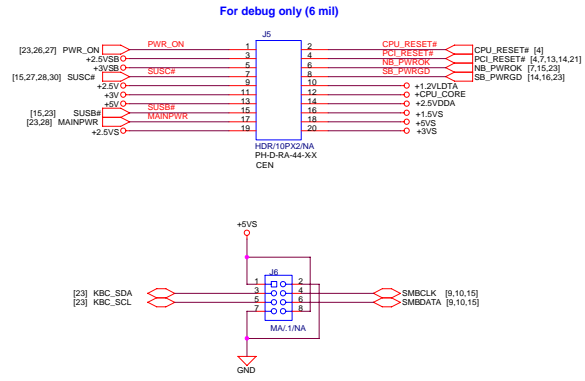 For debug only (6 mil)
J5
[23,26,27] PWR_ON PWR_ON 1 2 CPU_RESET# CPU_RESET# [4]
+2.5VSB 3 4 PCI_RESET# PCI_RESET# [4,7,13,14,21]
+3VSB 5 6 NB_PWROK NB_PWROK [7,15,23]
[15,27,28,30] SUSC# SUSC# 7 8 SB_PWRGD SB_PWRGD [14,16,23]
+2.5V 9 10 +1.2VLDTA
+3V 11 12 +CPU_CORE
+5V 13 14 +2.5VDDA
[15,23] SUSB# SUSB# 15 16 +1.5VS
[23,28] MAINPWR MAINPWR 17 18 +5VS
+2.5VS 19 20 +3VS
HDR/10PX2/NA
PH-D-RA-44-X-X
CEN
+5VS
J6
1 2
[23] KBC_SDA 3 4 SMBCLK [9,10,15]
[23] KBC_SCL 5 6 SMBDATA [9,10,15]
7 8
MA/.1/NA
GND